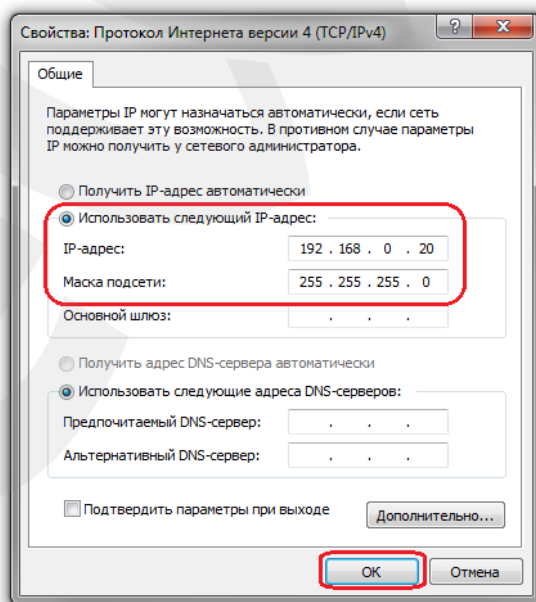 Свойства: Протокол Интернета версии 4 (TCP/IPv4)
Общие
Параметры IP могут назначаться автоматически, если сеть
поддерживает эту возможность. В противном случае параметры
IP можно получить у сетевого администратора.
Получить IP-адрес автоматически
Использовать следующий IP-адрес:
IP-адрес: 192 . 168 . 0 . 20
Маска подсети: 255 . 255 . 255 . 0
Основной шлюз: . . .
Получить адрес DNS-сервера автоматически
Использовать следующие адреса DNS-серверов:
Предпочитаемый DNS-сервер: . . .
Альтернативный DNS-сервер: . . .
Подтвердить параметры при выходе
Дополнительно...
OK Отмена